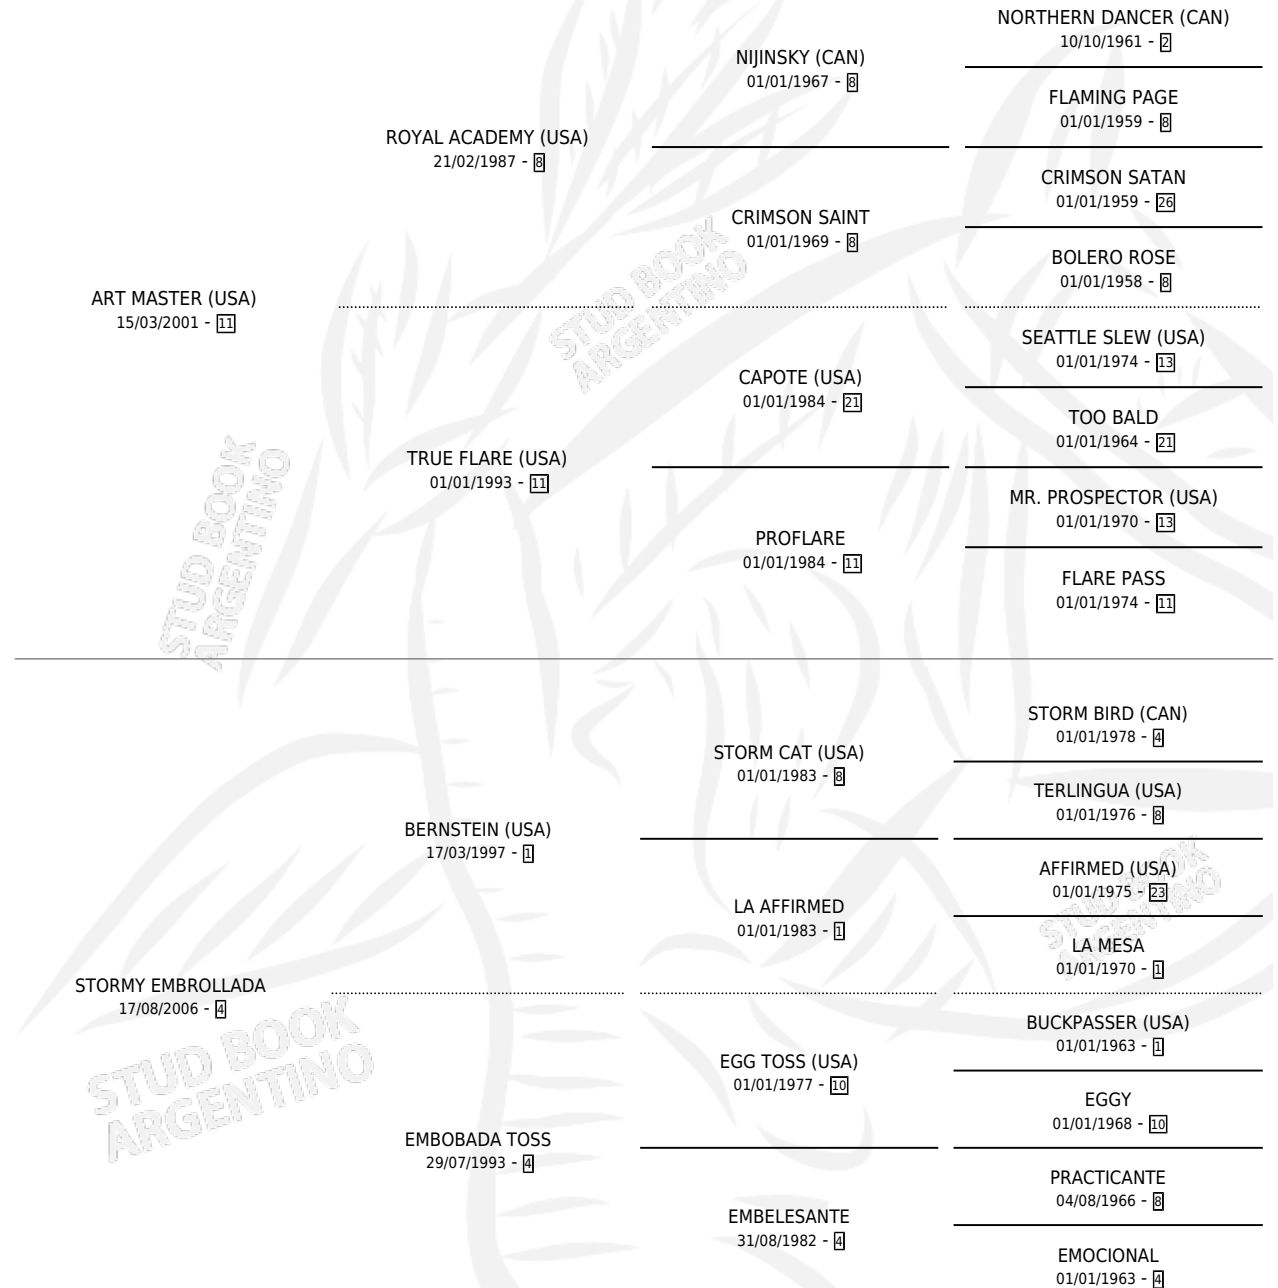 NORTHERN DANCER (CAN)
10/10/1961 - 2
NIJINSKY (CAN)
01/01/1967 - 8
FLAMING PAGE
01/01/1959 - 8
ROYAL ACADEMY (USA)
21/02/1987 - 8
CRIMSON SATAN
01/01/1959 - 26
CRIMSON SAINT
01/01/1969 - 8
BOLERO ROSE
01/01/1958 - 8
ART MASTER (USA)
15/03/2001 - 11
SEATTLE SLEW (USA)
01/01/1974 - 13
CAPOTE (USA)
01/01/1984 - 21
TOO BALD
01/01/1964 - 21
TRUE FLARE (USA)
01/01/1993 - 11
MR. PROSPECTOR (USA)
01/01/1970 - 13
PROFLARE
01/01/1984 - 11
FLARE PASS
01/01/1974 - 11
STORM BIRD (CAN)
01/01/1978 - 4
STORM CAT (USA)
01/01/1983 - 8
TERLINGUA (USA)
01/01/1976 - 8
BERNSTEIN (USA)
17/03/1997 - 1
AFFIRMED (USA)
01/01/1975 - 23
LA AFFIRMED
01/01/1983 - 1
LA MESA
01/01/1970 - 1
STORMY EMBROLLADA
17/08/2006 - 4
BUCKPASSER (USA)
01/01/1963 - 1
EGG TOSS (USA)
01/01/1977 - 10
EGGY
01/01/1968 - 10
EMBOBADA TOSS
29/07/1993 - 4
PRACTICANTE
04/08/1966 - 8
EMBELESANTE
31/08/1982 - 4
EMOCIONAL
01/01/1963 - 4
STUD BOOK
ARGENTINO
STUD BOOK
ARGENTINO
STUD BOOK
ARGENTINO
STUD BOOK
ARGENTINO